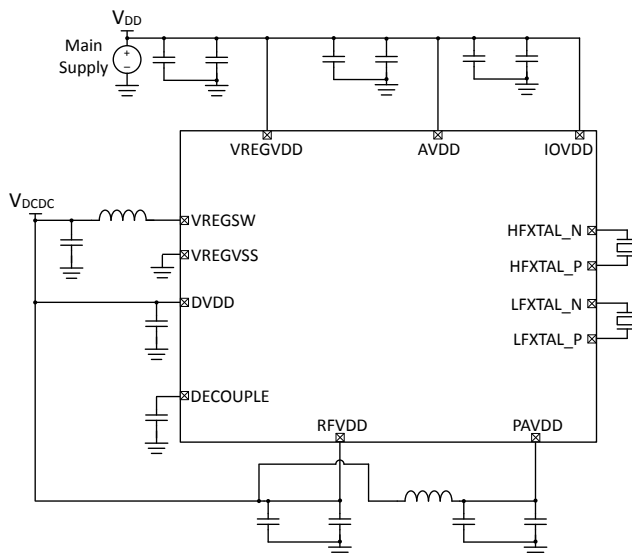 VDD
Main
Supply
+
−
VREGVDD
AVDD
IOVDD
VDCDC
VREGSW
HFXTAL_N
VREGVSS
HFXTAL_P
DVDD
LFXTAL_N
LFXTAL_P
DECOUPLE
RFVDD
PAVDD